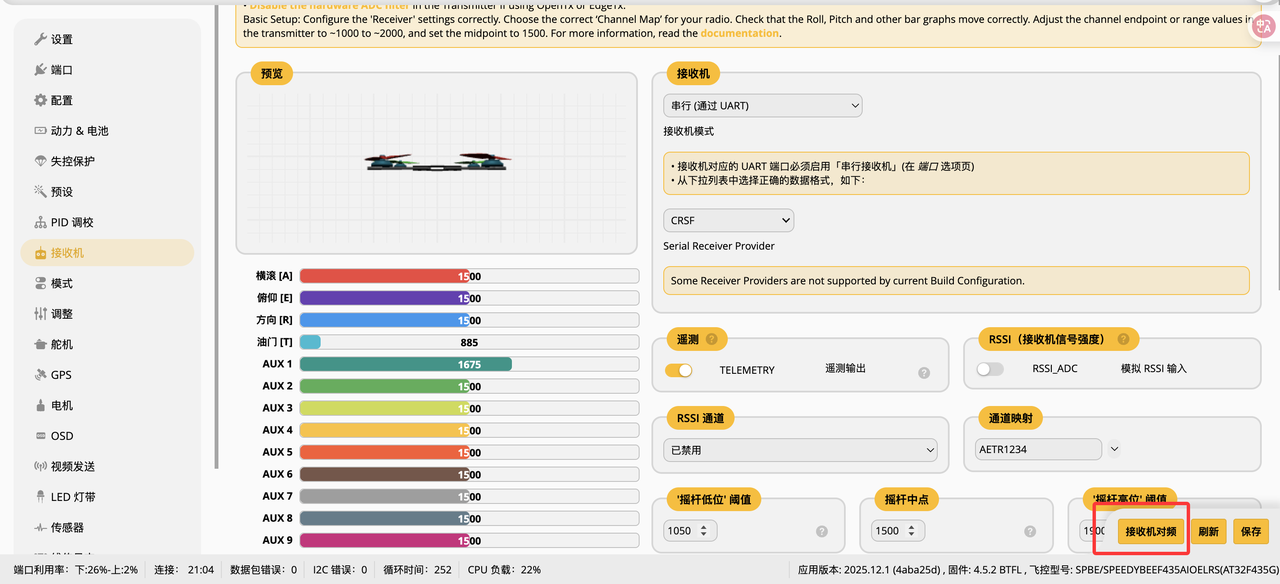 • Disable the hardware ADC filter in the Transmitter if using OpenTx or EdgeTx.
Basic Setup: Configure the 'Receiver' settings correctly. Choose the correct 'Channel Map' for your radio. Check that the Roll, Pitch and other bar graphs move correctly. Adjust the channel endpoint or range values in
the transmitter to ~1000 to ~2000, and set the midpoint to 1500. For more information, read the documentation.
设置
端口
配置
动力 & 电池
失控保护
预设
PID 调校
接收机
模式
调整
舵机
GPS
电机
OSD
视频发送
LED 灯带
传感器
预览
横滚 [A] 1500
俯仰 [E] 1500
方向 [R] 1500
油门 [T] 885
AUX 1 1675
AUX 2 1500
AUX 3 1500
AUX 4 1500
AUX 5 1500
AUX 6 1500
AUX 7 1500
AUX 8 1500
AUX 9 1500
接收机
串行 (通过 UART)
接收机模式
• 接收机对应的 UART 端口必须启用「串行接收机」(在 端口 选项页)
• 从下拉列表中选择正确的数据格式，如下：
CRSF
Serial Receiver Provider
Some Receiver Providers are not supported by current Build Configuration.
遥测 ?
TELEMETRY 遥测输出 ?
RSSI（接收机信号强度） ?
RSSI_ADC 模拟 RSSI 输入
RSSI 通道
已禁用
通道映射
AETR1234
'摇杆低位' 阈值
1050 ?
摇杆中点
1500 ?
'摇杆高位' 阈值
1900
接收机对频 刷新 保存
端口利用率：下:26%-上:2% 连接： 21:04 数据包错误：0 I2C 错误：0 循环时间：252 CPU 负载：22% 应用版本: 2025.12.1 (4aba25d) , 固件: 4.5.2 BTFL , 飞控型号: SPBE/SPEEDYBEEF435AIOELRS(AT32F435G)